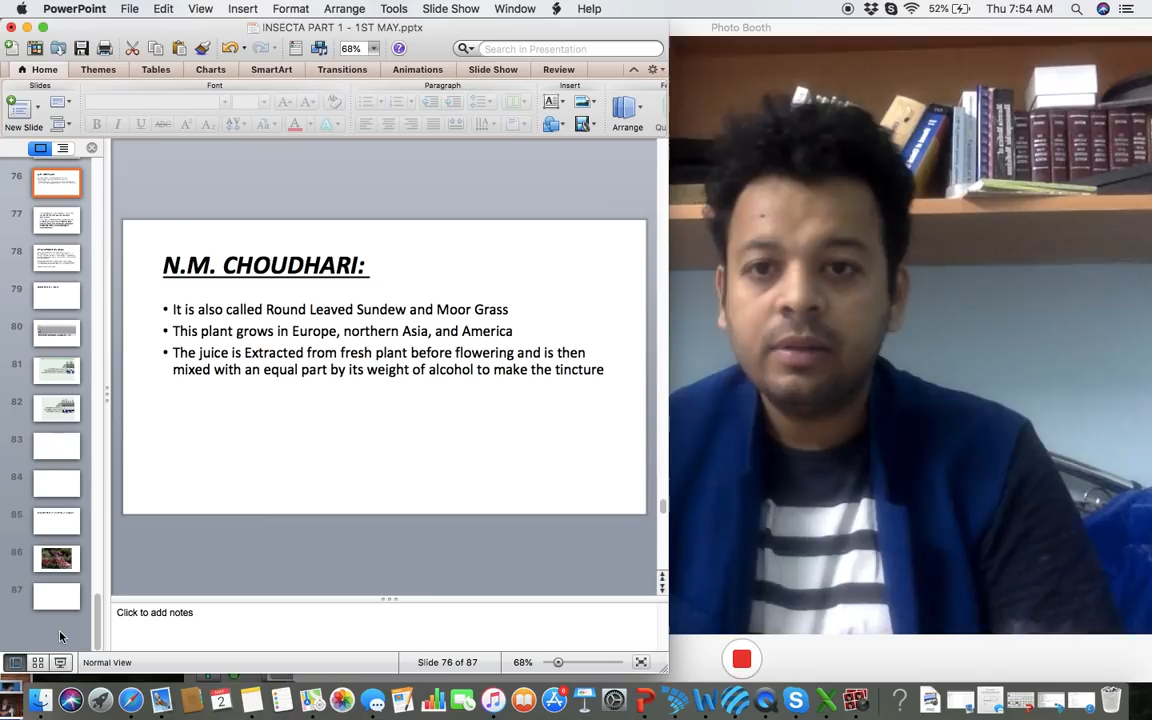 PowerPoint File Edit View Insert Format Arrange Tools Slide Show Window Help 52% Thu 7:54 AM
INSECTA PART 1 - 1ST MAY.pptx
Photo Booth
68% Search in Presentation
Home Themes Tables Charts SmartArt Transitions Animations Slide Show Review
Slides Font Paragraph Insert
New Slide
B I U ABC A² A₂ AV Aa A A
Arrange
76
77
78
79
80
81
82
83
84
85
86
87
N.M. CHOUDHARI:
• It is also called Round Leaved Sundew and Moor Grass
• This plant grows in Europe, northern Asia, and America
• The juice is Extracted from fresh plant before flowering and is then
mixed with an equal part by its weight of alcohol to make the tincture
Click to add notes
Normal View Slide 76 of 87 68%